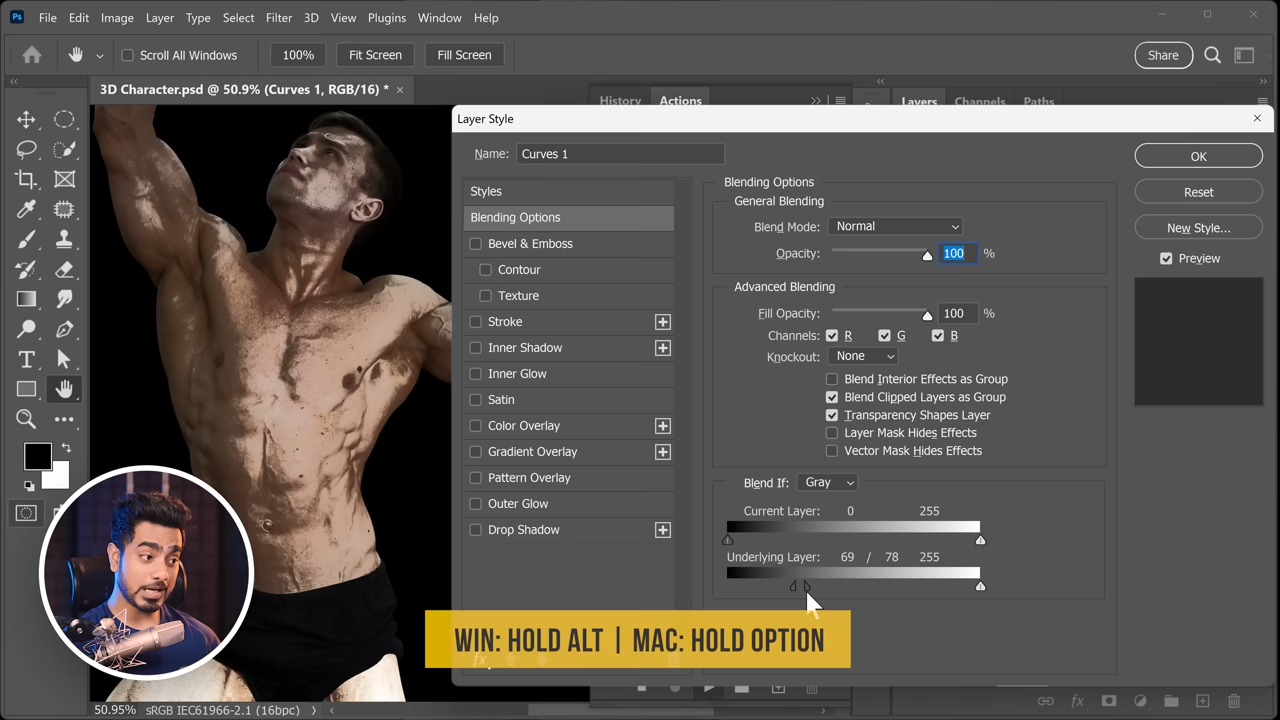 Ps File Edit Image Layer Type Select Filter 3D View Plugins Window Help
Scroll All Windows 100% Fit Screen Fill Screen Share
3D Character.psd @ 50.9% (Curves 1, RGB/16) * ×
History Actions Layers Channels Paths
Layer Style
Name: Curves 1
Styles
Blending Options
Bevel & Emboss
Contour
Texture
Stroke
Inner Shadow
Inner Glow
Satin
Color Overlay
Gradient Overlay
Pattern Overlay
Outer Glow
Drop Shadow
fx
Blending Options
General Blending
Blend Mode: Normal
Opacity: 100 %
Advanced Blending
Fill Opacity: 100 %
Channels: R G B
Knockout: None
Blend Interior Effects as Group
Blend Clipped Layers as Group
Transparency Shapes Layer
Layer Mask Hides Effects
Vector Mask Hides Effects
Blend If: Gray
Current Layer: 0 255
Underlying Layer: 69 / 78 255
OK
Reset
New Style...
Preview
WIN: HOLD ALT | MAC: HOLD OPTION
50.95% sRGB IEC61966-2.1 (16bpc)
fx